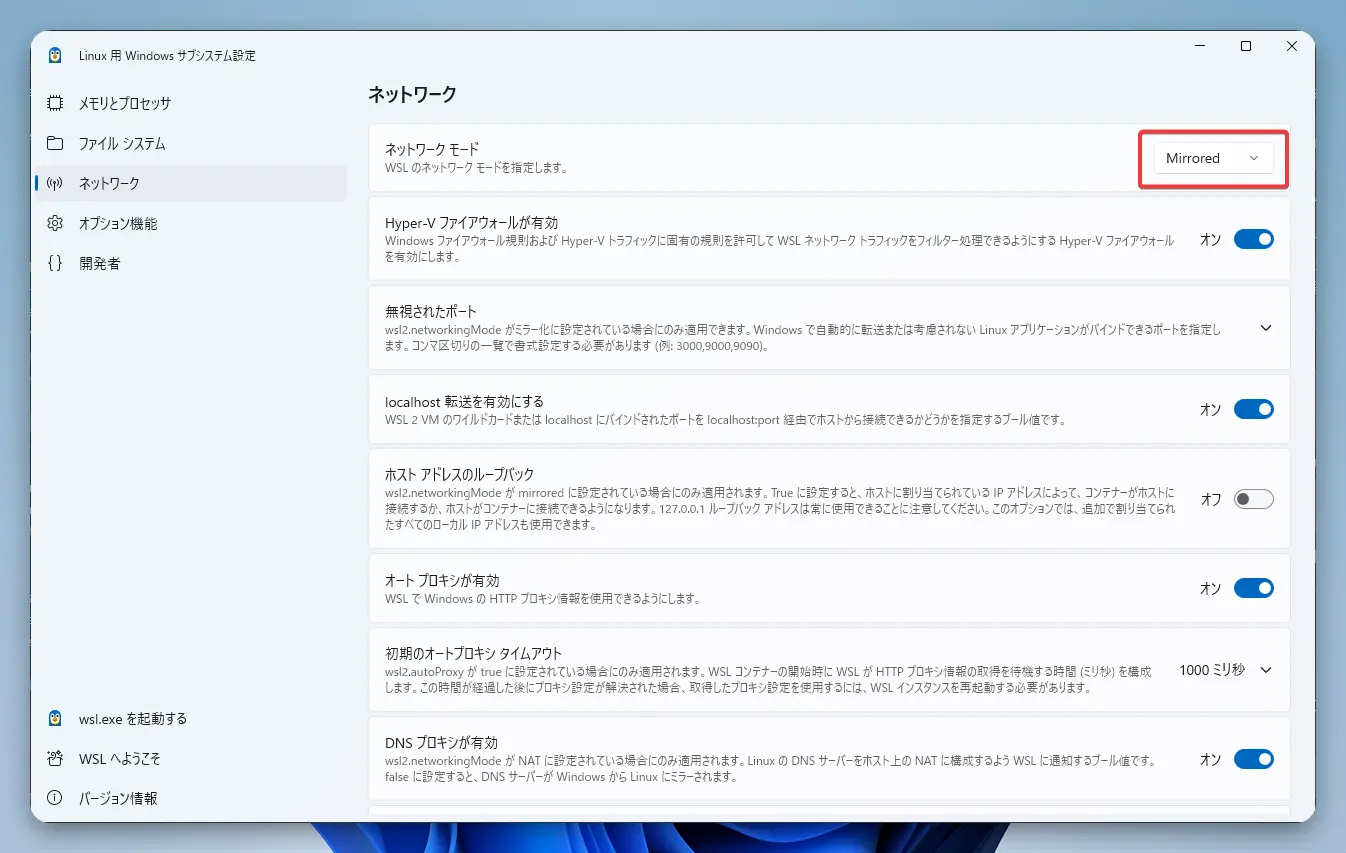 Linux 用 Windows サブシステム設定
メモリとプロセッサ
ファイル システム
ネットワーク
オプション機能
開発者
wsl.exe を起動する
WSL へようこそ
バージョン情報
ネットワーク
ネットワーク モード
WSL のネットワーク モードを指定します。
Mirrored
Hyper-V ファイアウォールが有効
Windows ファイアウォール規則および Hyper-V トラフィックに固有の規則を許可して WSL ネットワーク トラフィックをフィルター処理できるようにする Hyper-V ファイアウォール
を有効にします。
オン
無視されたポート
wsl2.networkingMode がミラー化に設定されている場合にのみ適用できます。Windows で自動的に転送または考慮されない Linux アプリケーションがバインドできるポートを指定し
ます。コンマ区切りの一覧で書式設定する必要があります (例: 3000,9000,9090)。
localhost 転送を有効にする
WSL 2 VM のワイルドカードまたは localhost にバインドされたポートを localhost:port 経由でホストから接続できるかどうかを指定するブール値です。
オン
ホスト アドレスのループバック
wsl2.networkingMode が mirrored に設定されている場合にのみ適用されます。True に設定すると、ホストに割り当てられている IP アドレスによって、コンテナーがホストに
接続するか、ホストがコンテナーに接続できるようになります。127.0.0.1 ループバック アドレスは常に使用できることに注意してください。このオプションでは、追加で割り当てられ
たすべてのローカル IP アドレスも使用できます。
オフ
オート プロキシが有効
WSL で Windows の HTTP プロキシ情報を使用できるようにします。
オン
初期のオートプロキシ タイムアウト
wsl2.autoProxy が true に設定されている場合にのみ適用されます。WSL コンテナーの開始時に WSL が HTTP プロキシ情報の取得を待機する時間 (ミリ秒) を構成
します。この時間が経過した後にプロキシ設定が解決された場合、取得したプロキシ設定を使用するには、WSL インスタンスを再起動する必要があります。
1000 ミリ秒
DNS プロキシが有効
wsl2.networkingMode が NAT に設定されている場合にのみ適用されます。Linux の DNS サーバーをホスト上の NAT に構成するよう WSL に通知するブール値です。
false に設定すると、DNS サーバーが Windows から Linux にミラーされます。
オン